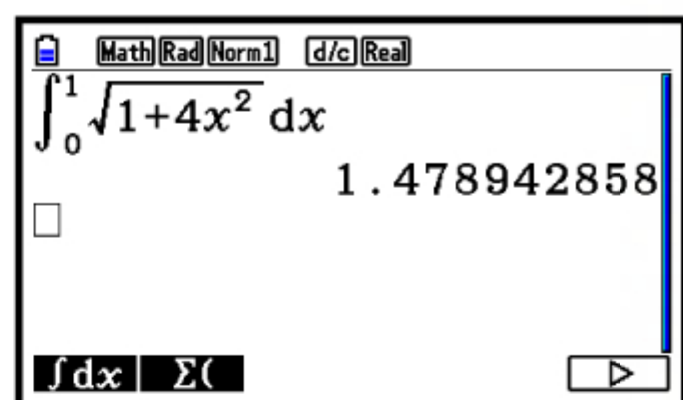 Math Rad Norm1 d/c Real
∫₀¹ √(1+4x²) dx
1.478942858
∫dx Σ( ▷